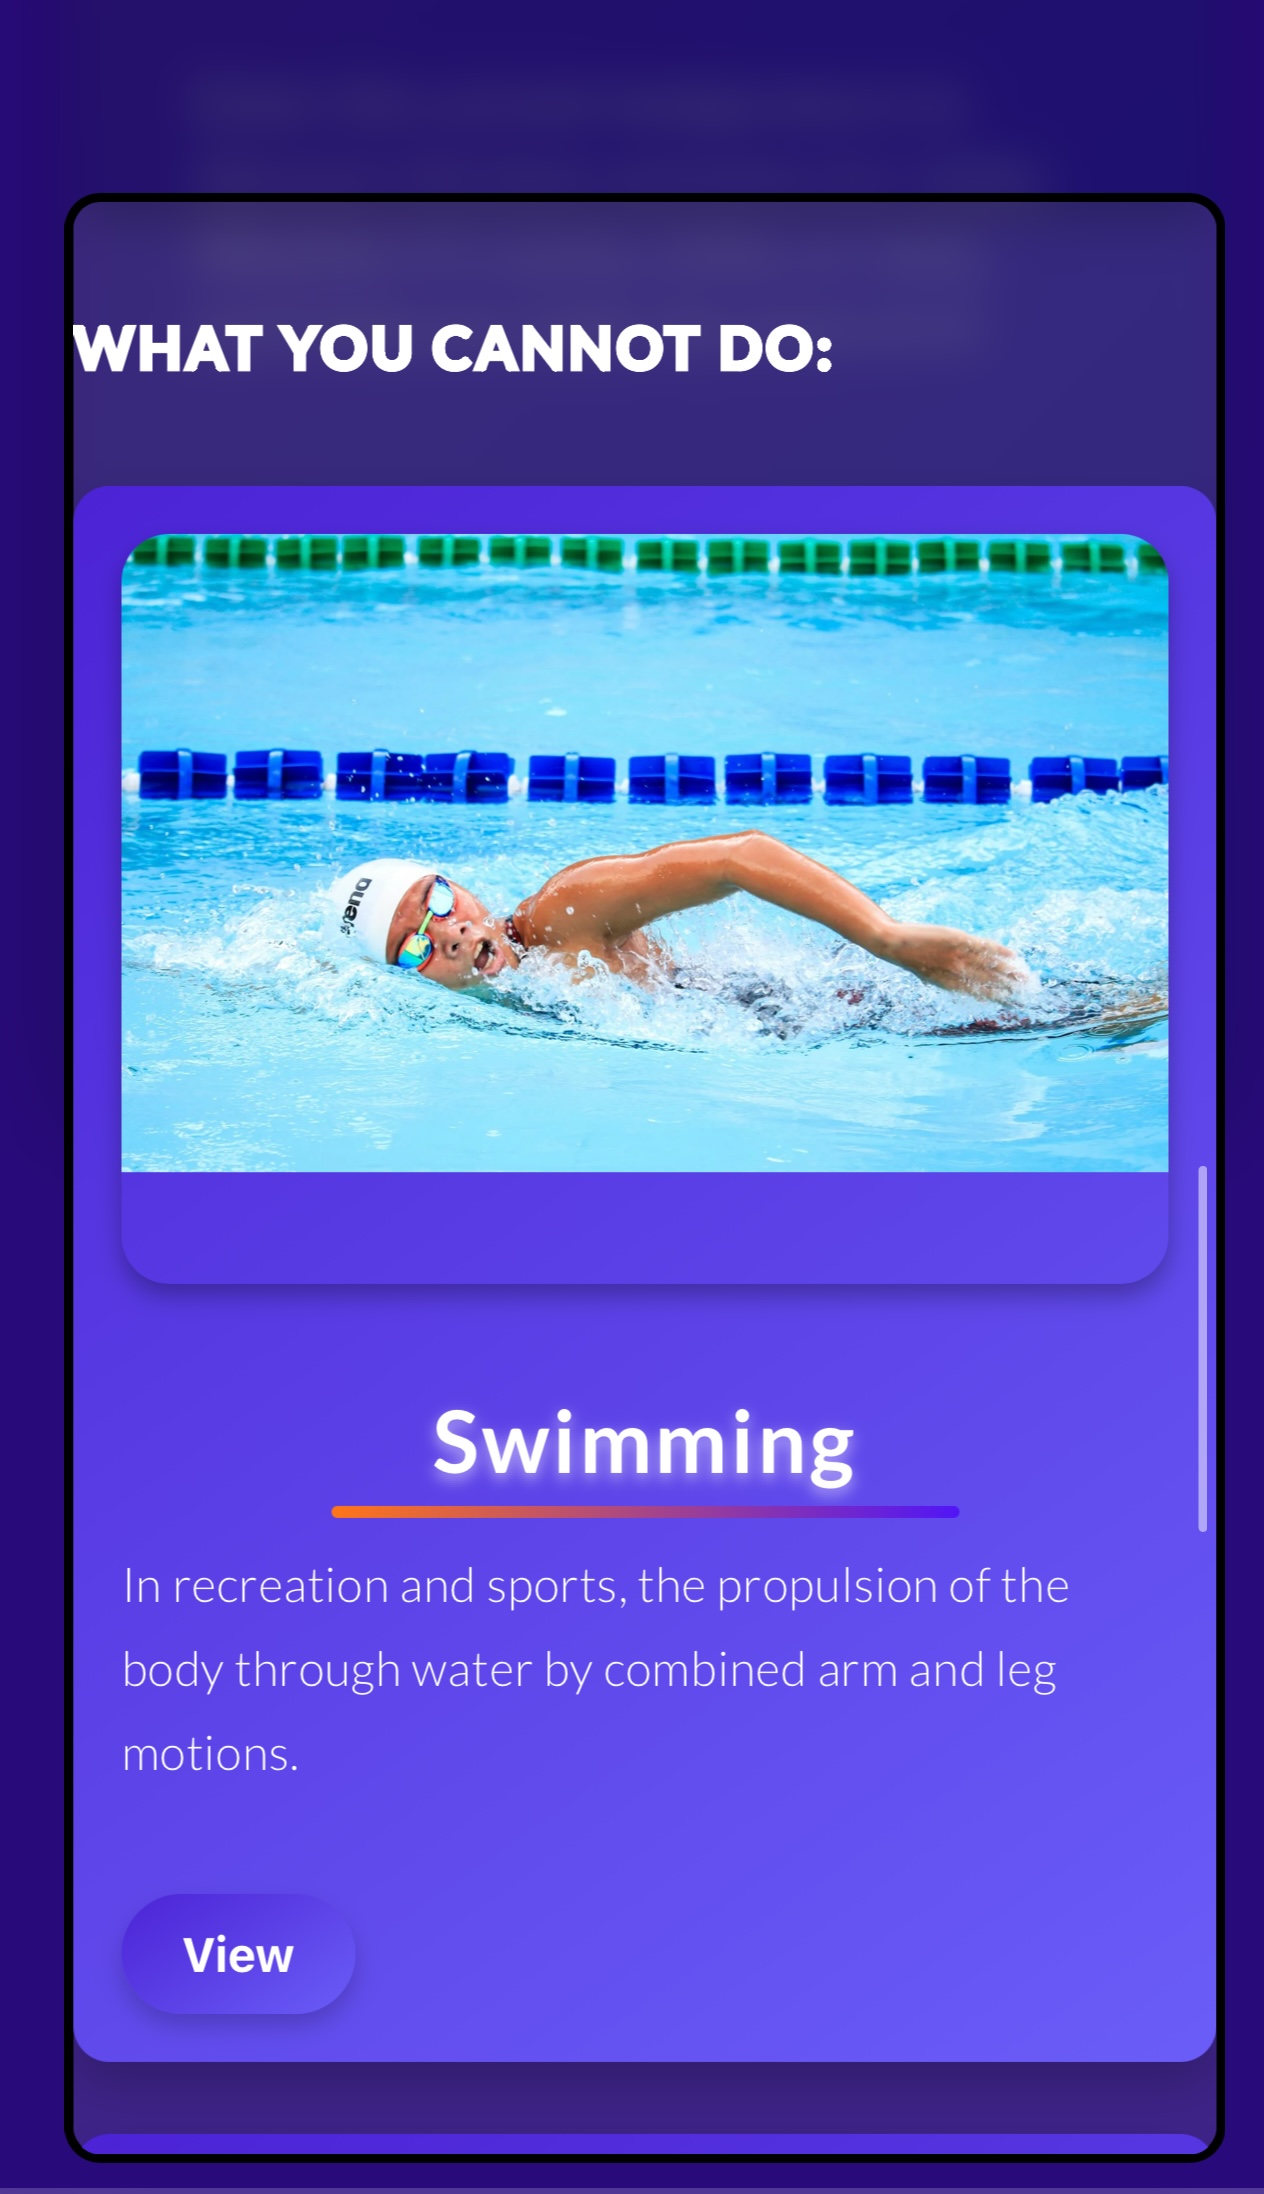 WHAT YOU CANNOT DO:
arena
Swimming
In recreation and sports, the propulsion of the
body through water by combined arm and leg
motions.
View